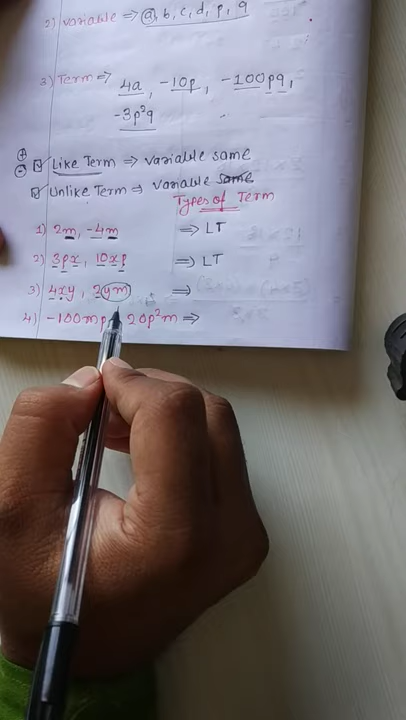 2) variable ⇒ a, b, c, d, p, q
3) Term ⇒ 4a, -10p, -100pq,
-3p²q
Like Term ⇒ variable same
Unlike Term ⇒ variable same
Types of Term
1) 2m, -4m ⇒ LT
2) 3px, 10xp ⇒ LT
3) 4xy, 2ym ⇒
4) -100mp, 20p²m ⇒